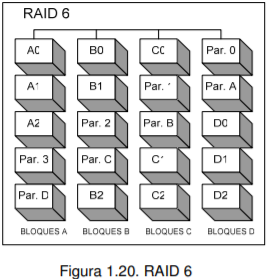 RAID 6
A0 B0 C0 Par. 0
A1 B1 Par. 1 Par. A
A2 Par. 2 Par. B D0
Par. 3 Par. C C1 D1
Par. D B2 C2 D2
BLOQUES A BLOQUES B BLOQUES C BLOQUES D
Figura 1.20. RAID 6